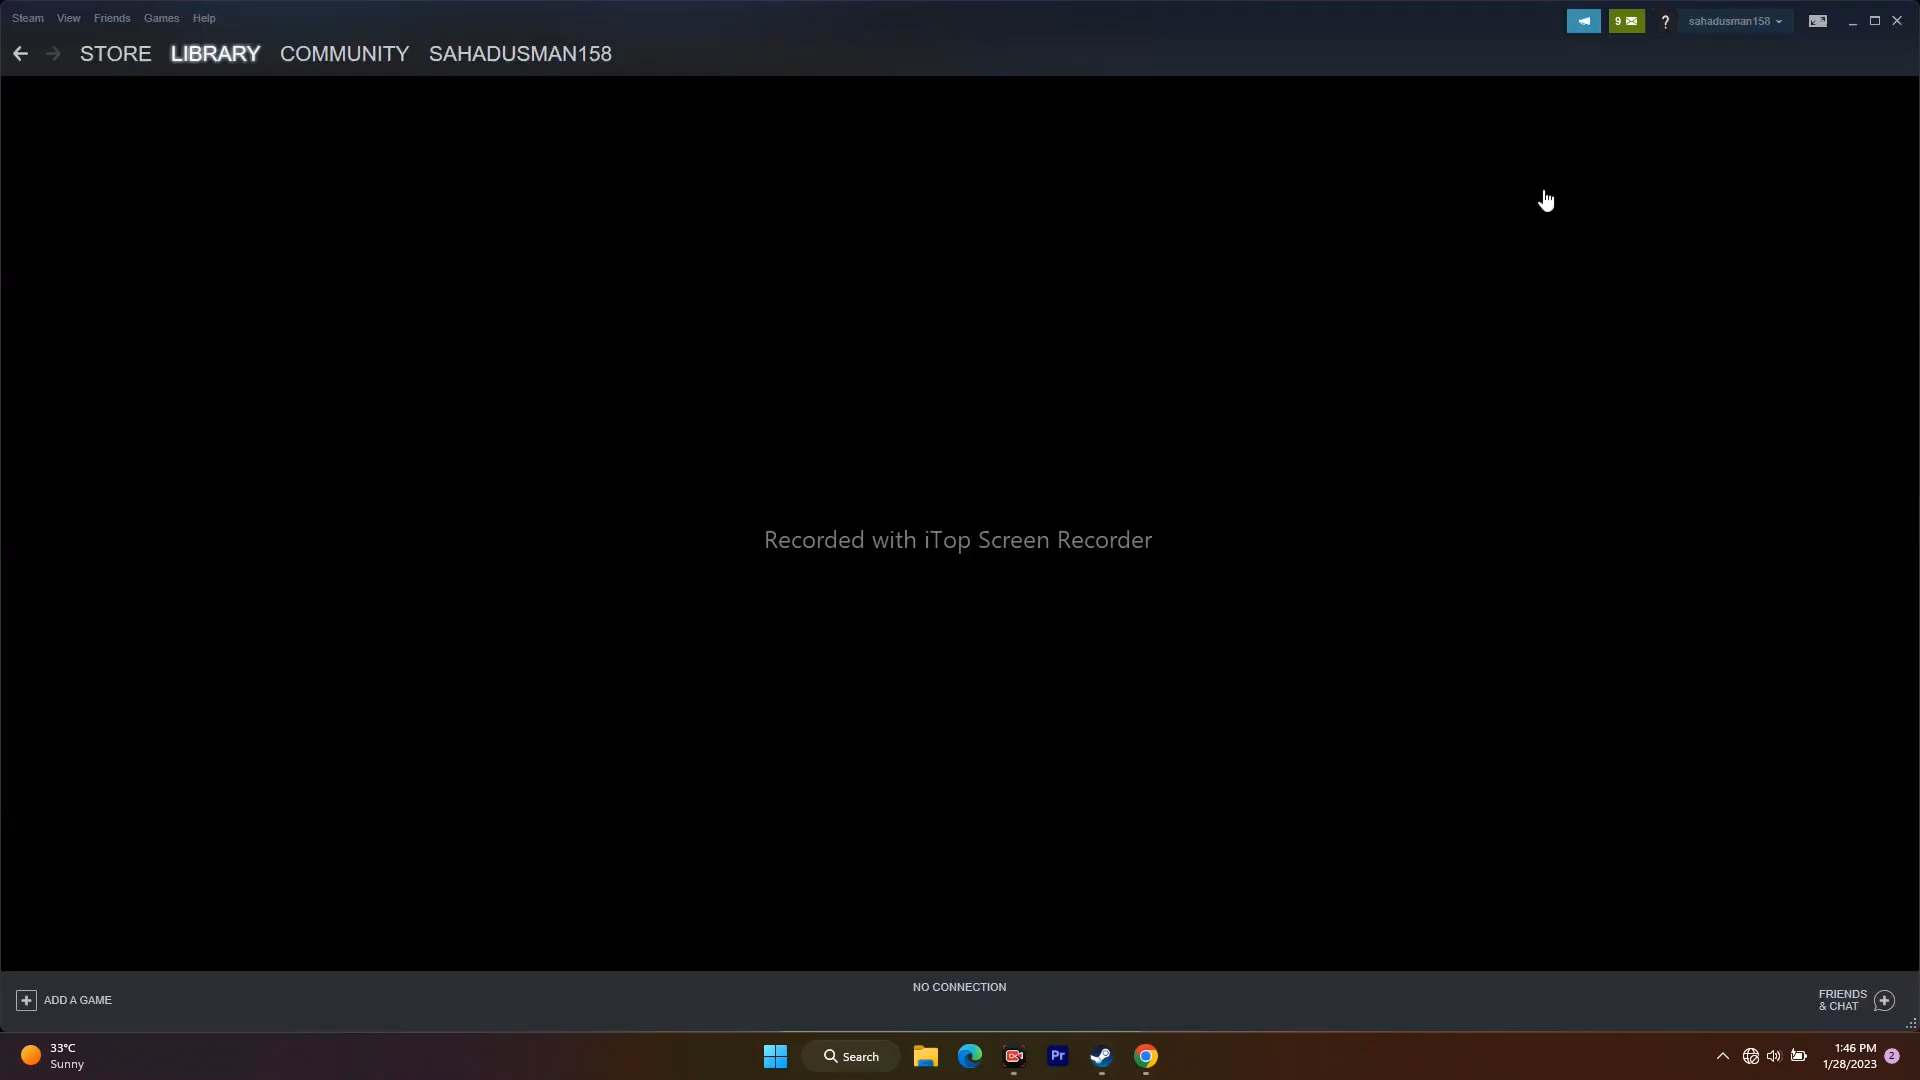 Steam View Friends Games Help
9 ? sahadusman158
STORE LIBRARY COMMUNITY SAHADUSMAN158
Recorded with iTop Screen Recorder
NO CONNECTION
ADD A GAME
FRIENDS
& CHAT
33°C
Sunny
Search
Pr
1:46 PM
1/28/2023
2